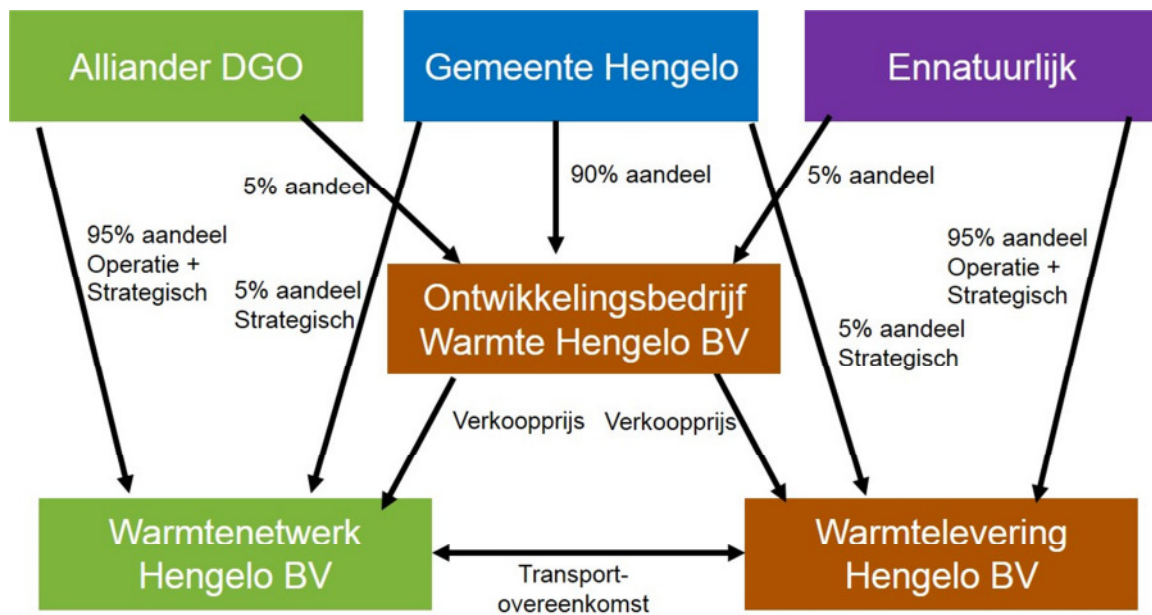 Alliander DGO
Gemeente Hengelo
Ennatuurlijk
5% aandeel
90% aandeel
5% aandeel
95% aandeel
Operatie +
Strategisch
5% aandeel
Strategisch
Ontwikkelingsbedrijf
Warmte Hengelo BV
5% aandeel
Strategisch
95% aandeel
Operatie +
Strategisch
Verkoopprijs
Verkoopprijs
Warmtenetwerk
Hengelo BV
Transport-
overeenkomst
Warmtelevering
Hengelo BV